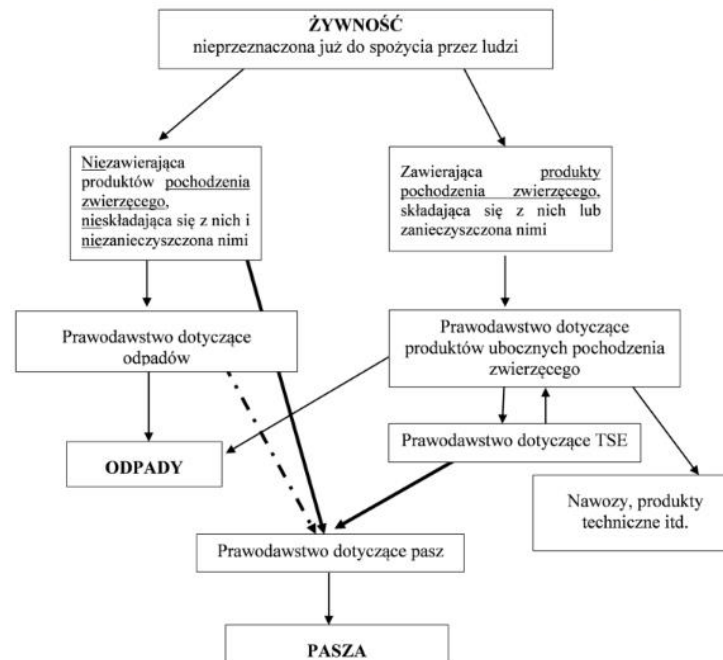 ŻYWNOŚĆ
nieprzeznaczona już do spożycia przez ludzi
Niezawierająca
produktów pochodzenia
zwierzęcego,
nieskładająca się z nich i
niezanieczyszczona nimi
Zawierająca produkty
pochodzenia zwierzęcego,
składająca się z nich lub
zanieczyszczona nimi
Prawodawstwo dotyczące
odpadów
Prawodawstwo dotyczące
produktów ubocznych pochodzenia
zwierzęcego
ODPADY
Prawodawstwo dotyczące TSE
Nawozy, produkty
techniczne itd.
Prawodawstwo dotyczące pasz
PASZA